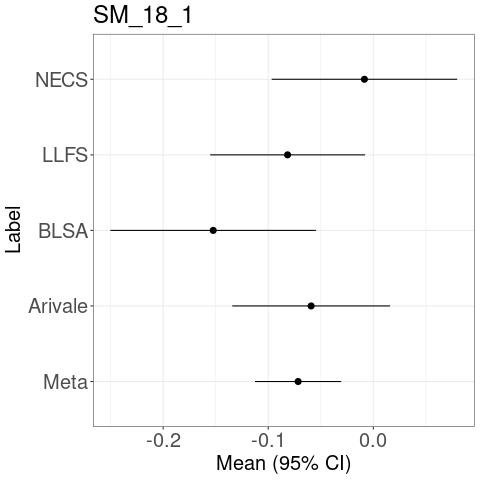 SM_18_1
NECS
LLFS
BLSA
Arivale
Meta
Label
-0.2 -0.1 0.0
Mean (95% CI)